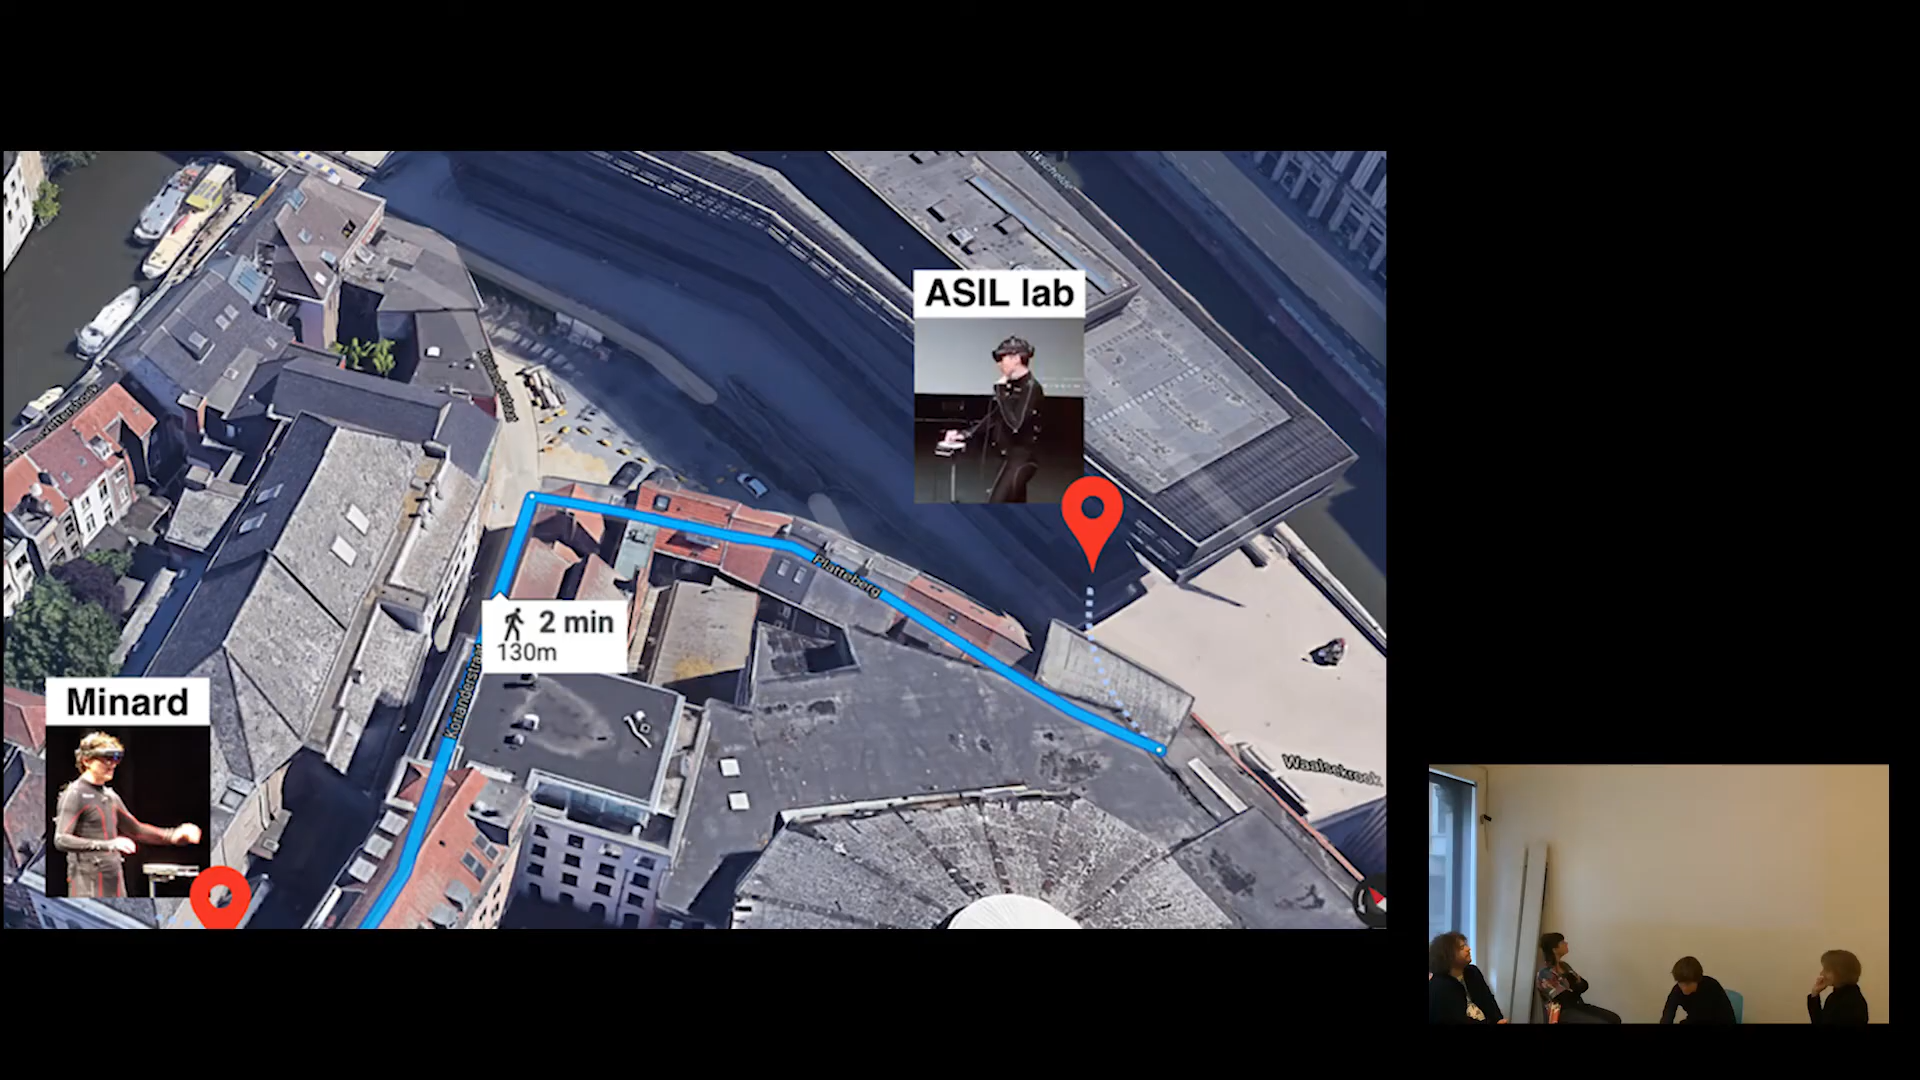 ASIL lab
Platteberg
2 min
130m
Korianderstraat
Minard
Waalsekrook